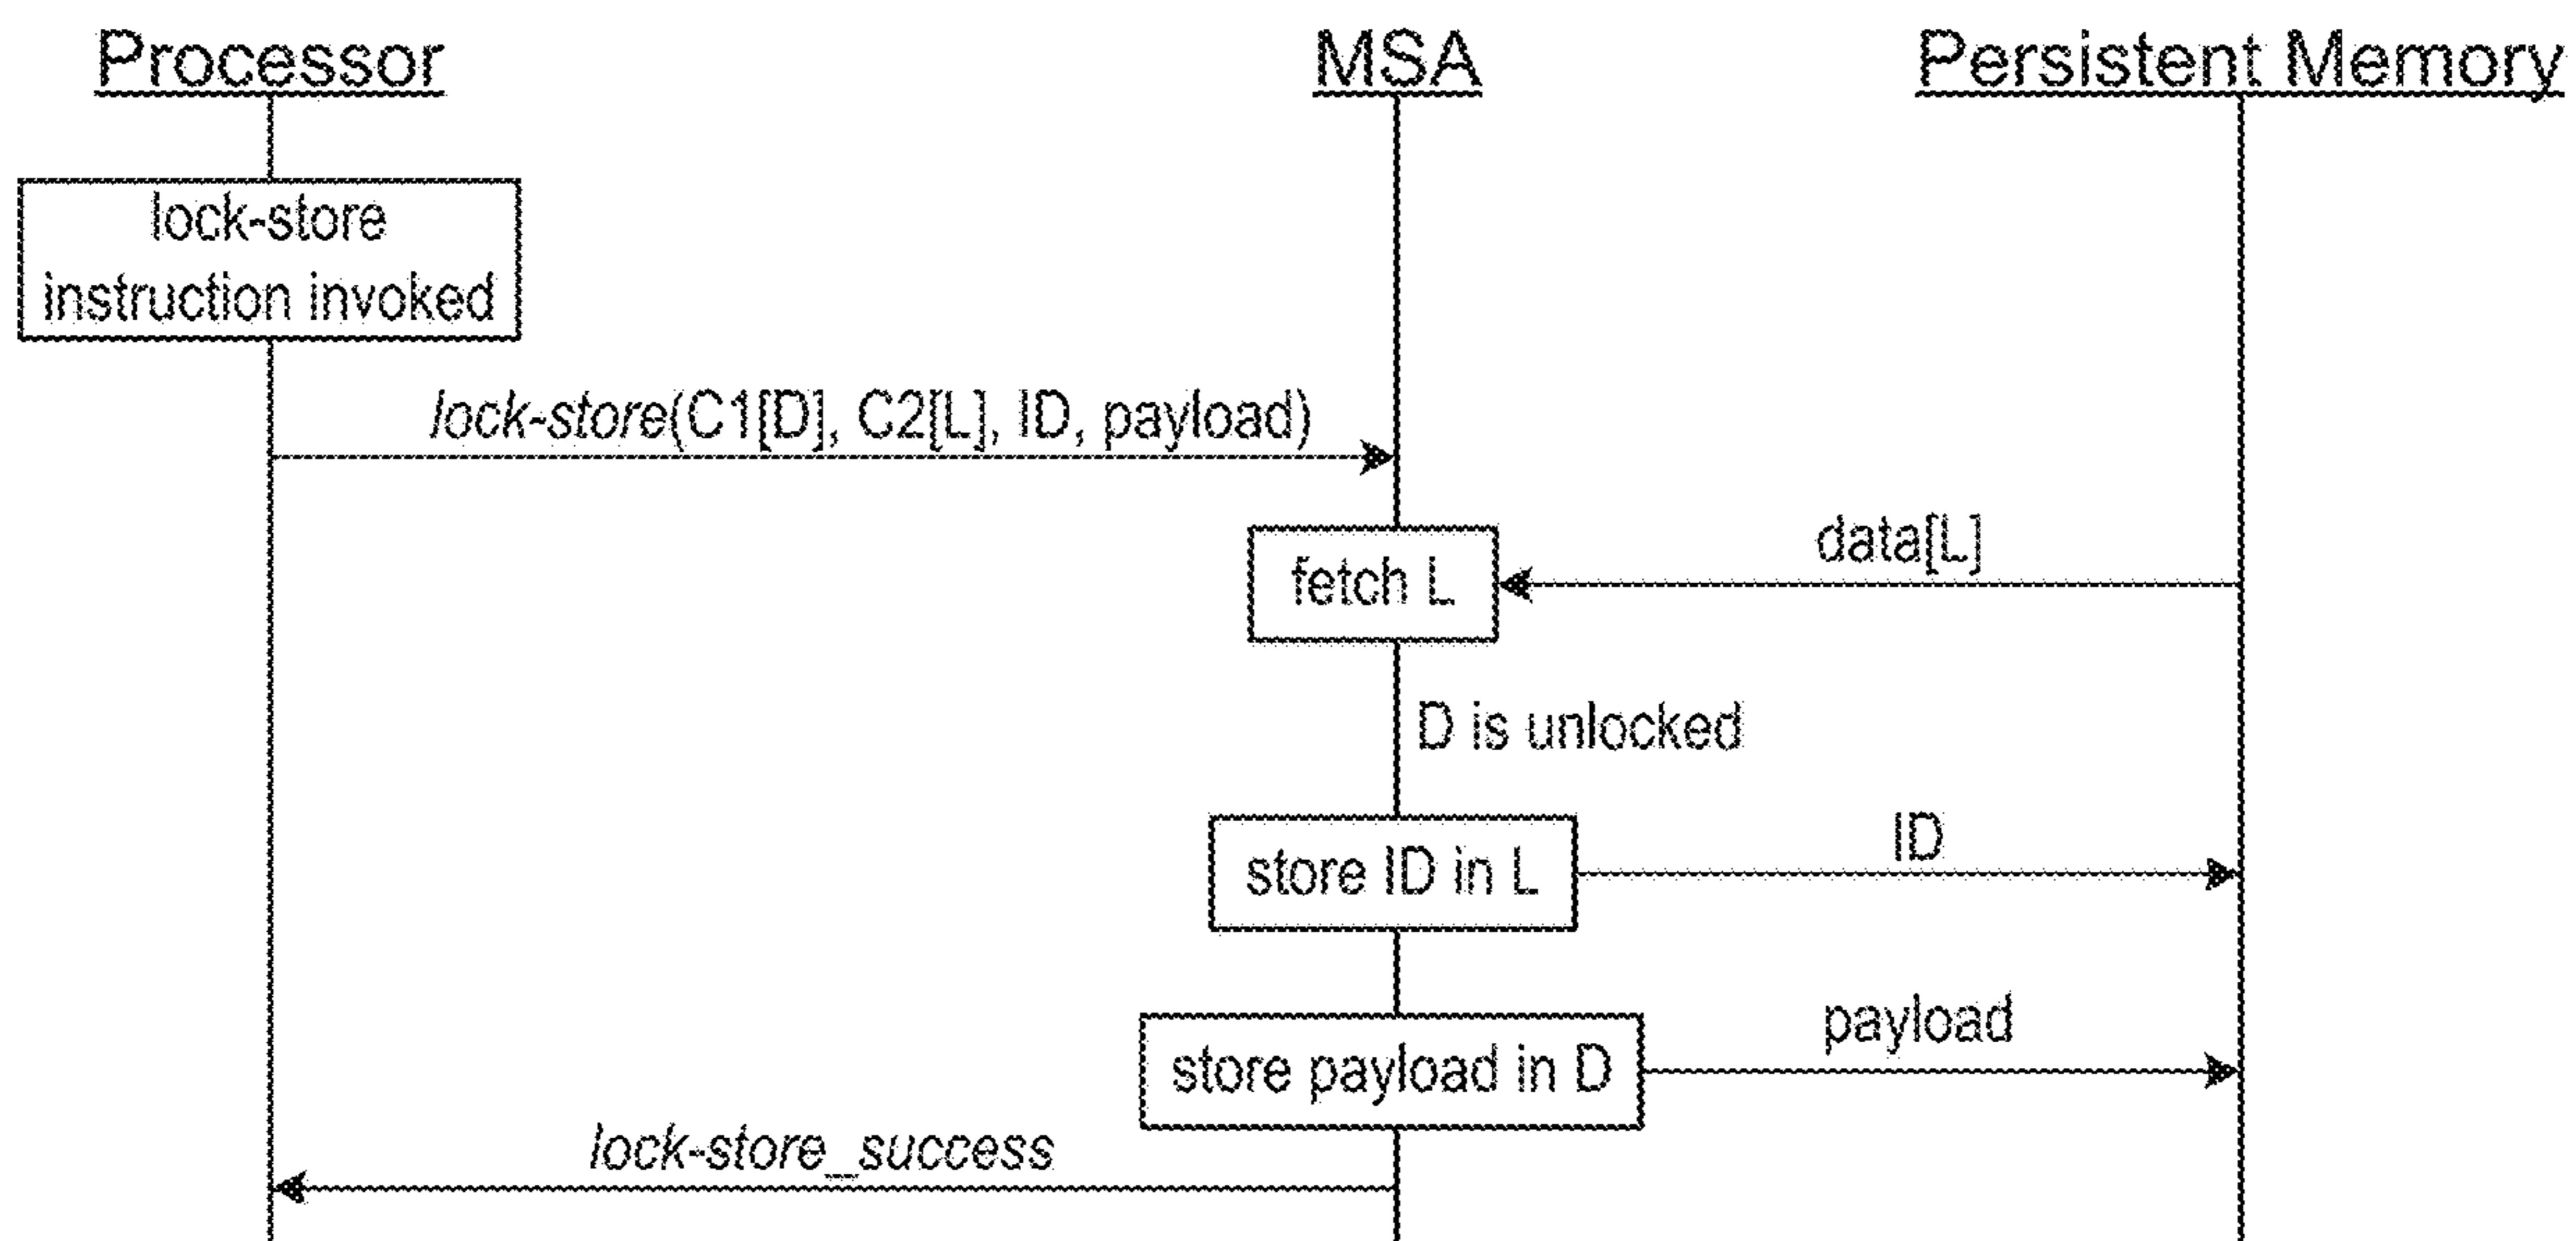 Processor
MSA
Persistent Memory
lock-store
instruction invoked
lock-store(C1[D], C2[L], ID, payload)
data[L]
fetch L
D is unlocked
ID
store ID in L
payload
store payload in D
lock-store_success